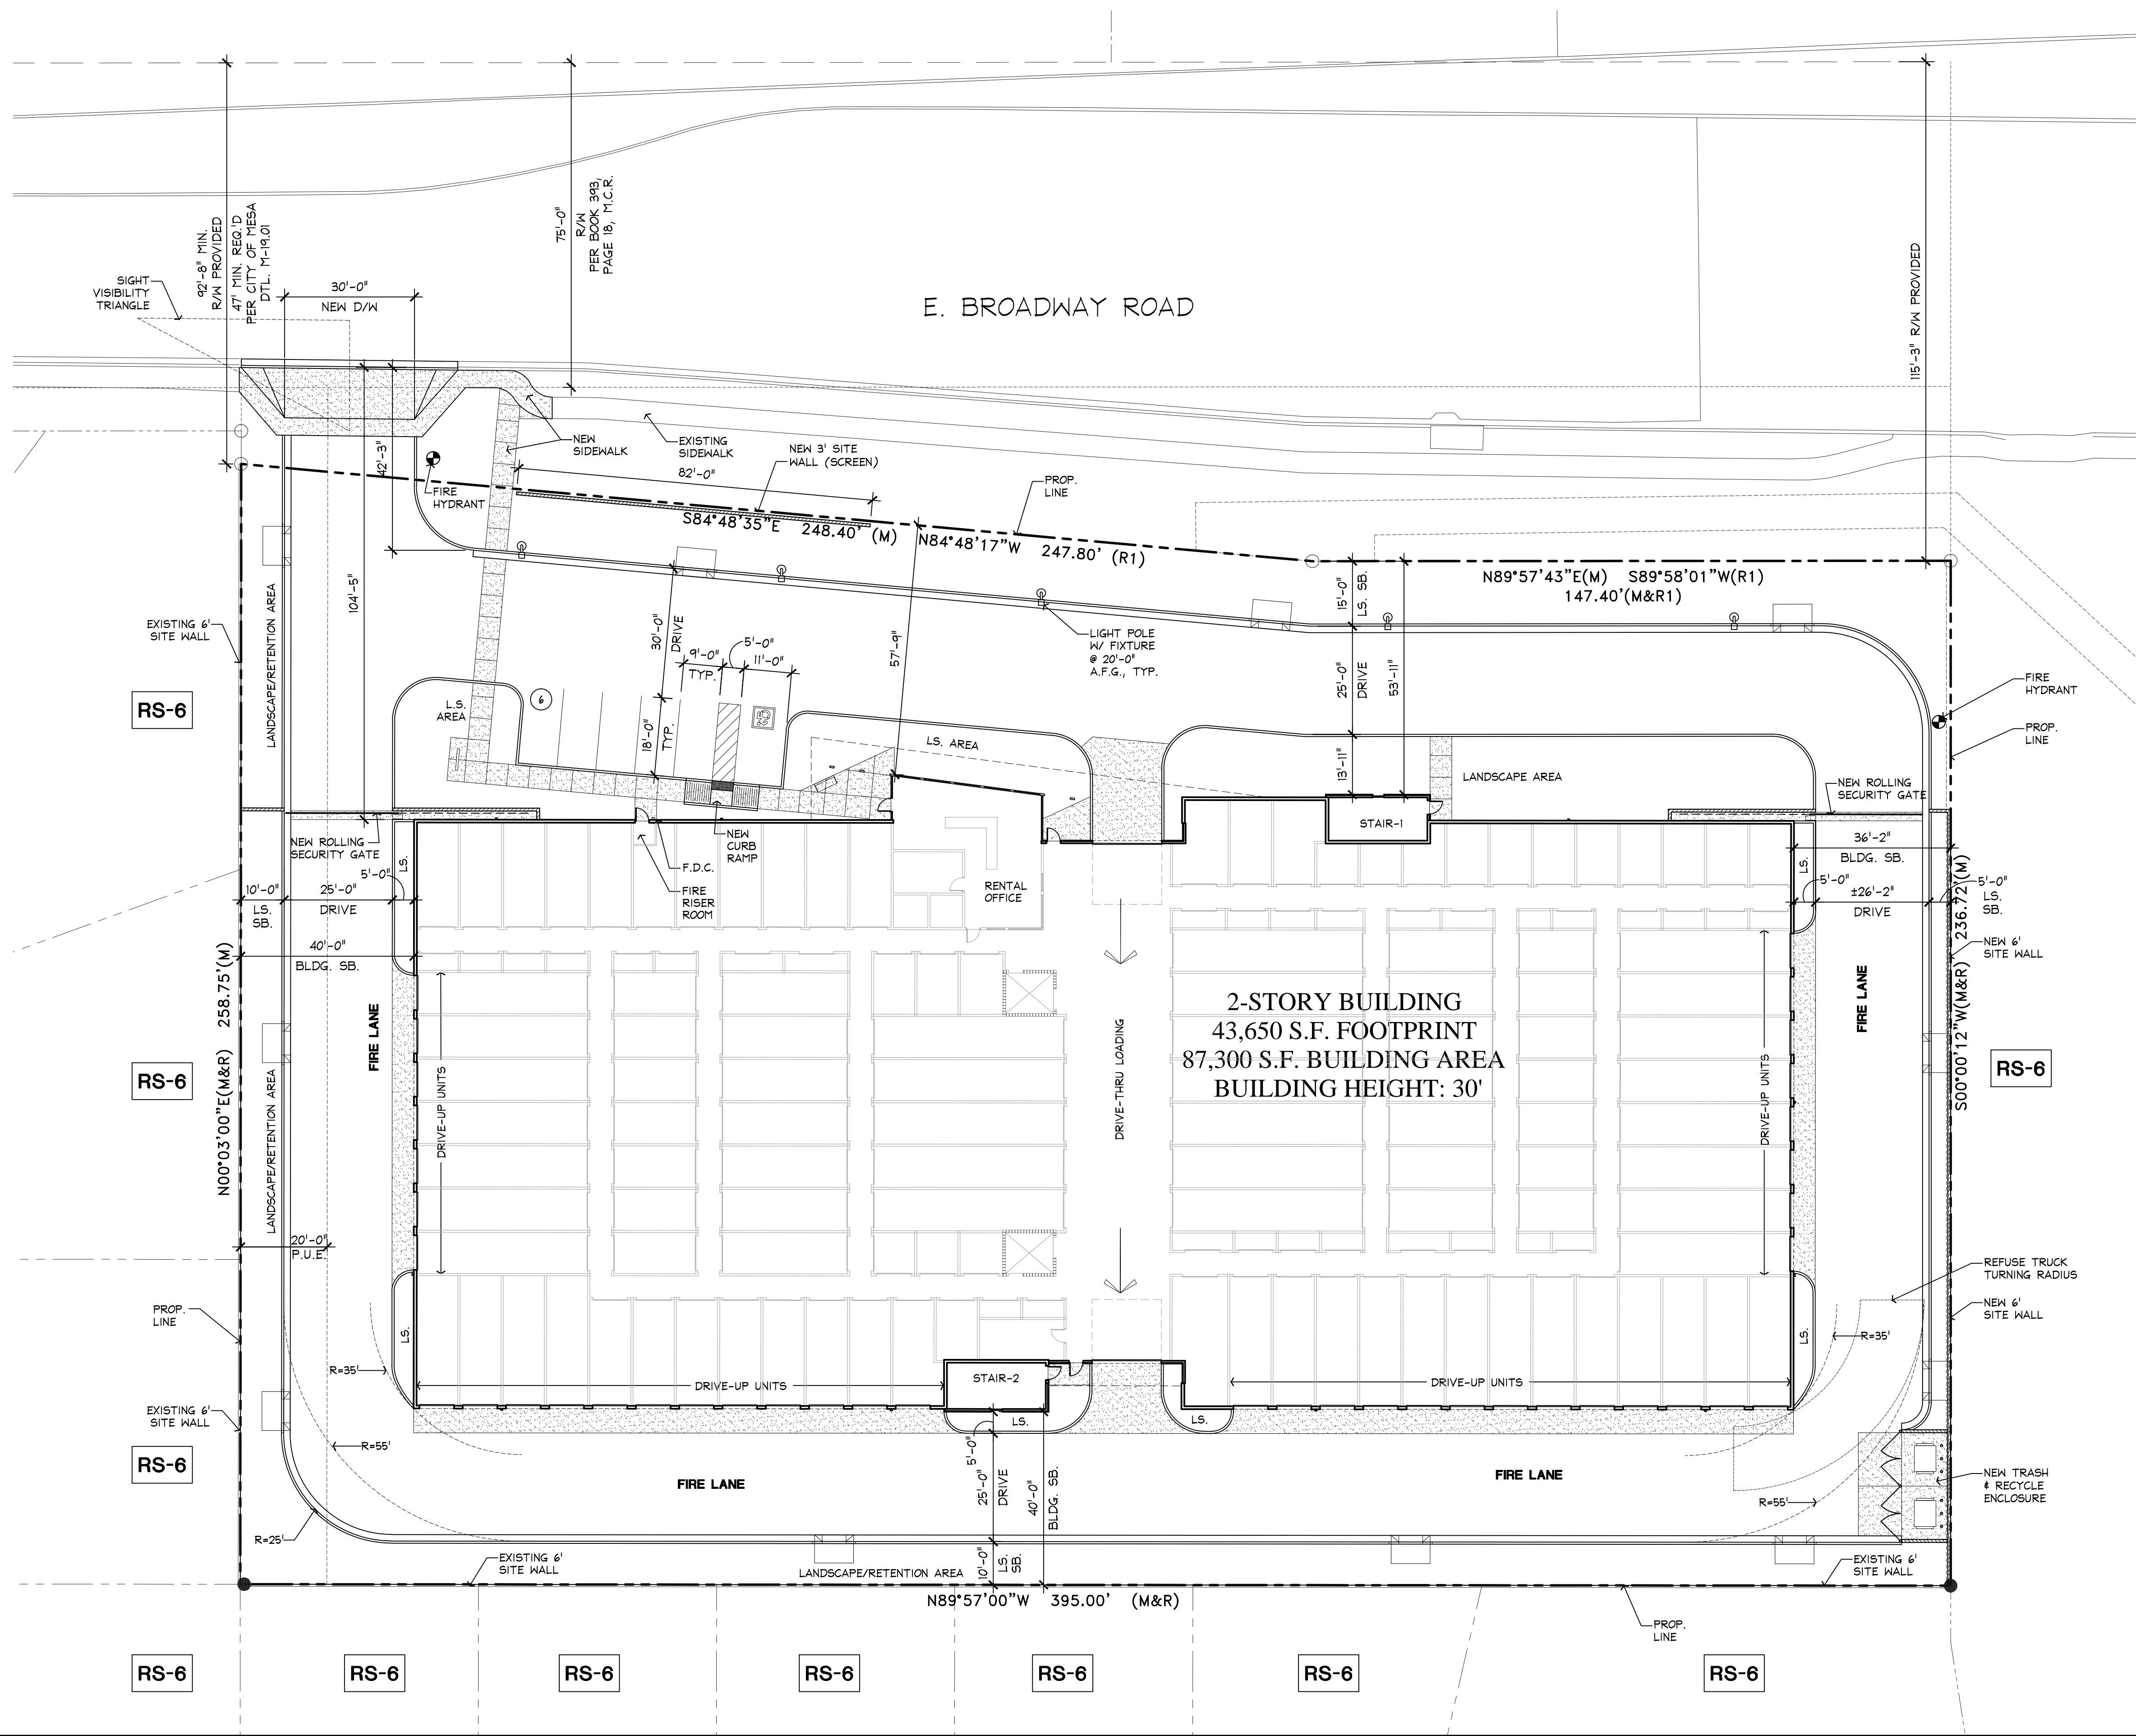 92'-8" MIN.
R/W PROVIDED
47' MIN. REQ.'D
PER CITY OF MESA
DTL. M-19.01
75'-0"
R/W
PER BOOK 393,
PAGE 18, M.C.R.
115'-3" R/W PROVIDED
SIGHT
VISIBILITY
TRIANGLE
30'-0"
NEW D/W
E. BROADWAY ROAD
42'-3"
104'-5"
FIRE
HYDRANT
NEW
SIDEWALK
EXISTING
SIDEWALK
NEW 3' SITE
WALL (SCREEN)
82'-0"
PROP.
LINE
S84°48'35"E 248.40' (M)
N84°48'17"W 247.80' (R1)
N89°57'43"E(M) S89°58'01"W(R1)
147.40'(M&R1)
15'-0"
LS. SB.
25'-0"
DRIVE
53'-11"
13'-11"
LIGHT POLE
W/ FIXTURE
@ 20'-0"
A.F.G., TYP.
57'-9"
30'-0"
DRIVE
9'-0"
TYP.
5'-0"
11'-0"
18'-0"
TYP.
6
L.S.
AREA
LS. AREA
LANDSCAPE AREA
EXISTING 6'
SITE WALL
LANDSCAPE/RETENTION AREA
RS-6
FIRE
HYDRANT
PROP.
LINE
NEW ROLLING
SECURITY GATE
NEW ROLLING
SECURITY GATE
NEW
CURB
RAMP
F.D.C.
FIRE
RISER
ROOM
RENTAL
OFFICE
STAIR-1
36'-2"
BLDG. SB.
5'-0"
±26'-2"
DRIVE
5'-0"
LS.
SB.
LS.
LS.
5'-0"
10'-0"
LS.
SB.
25'-0"
DRIVE
40'-0"
BLDG. SB.
NEW 6'
SITE WALL
N00°03'00"E(M&R) 258.75'(M)
S00°00'12"W(M&R) 236.72'(M)
FIRE LANE
FIRE LANE
DRIVE-UP UNITS
DRIVE-THRU LOADING
DRIVE-UP UNITS
2-STORY BUILDING
43,650 S.F. FOOTPRINT
87,300 S.F. BUILDING AREA
BUILDING HEIGHT: 30'
RS-6
RS-6
LANDSCAPE/RETENTION AREA
20'-0"
P.U.E.
REFUSE TRUCK
TURNING RADIUS
NEW 6'
SITE WALL
PROP.
LINE
R=35'
R=35'
LS.
LS.
STAIR-2
DRIVE-UP UNITS
DRIVE-UP UNITS
LS.
LS.
EXISTING 6'
SITE WALL
RS-6
R=55'
R=55'
R=25'
5'-0"
25'-0"
DRIVE
40'-0"
BLDG. SB.
10'-0"
LS.
SB.
FIRE LANE
FIRE LANE
NEW TRASH
& RECYCLE
ENCLOSURE
EXISTING 6'
SITE WALL
LANDSCAPE/RETENTION AREA
EXISTING 6'
SITE WALL
N89°57'00"W 395.00' (M&R)
PROP.
LINE
RS-6
RS-6
RS-6
RS-6
RS-6
RS-6
RS-6